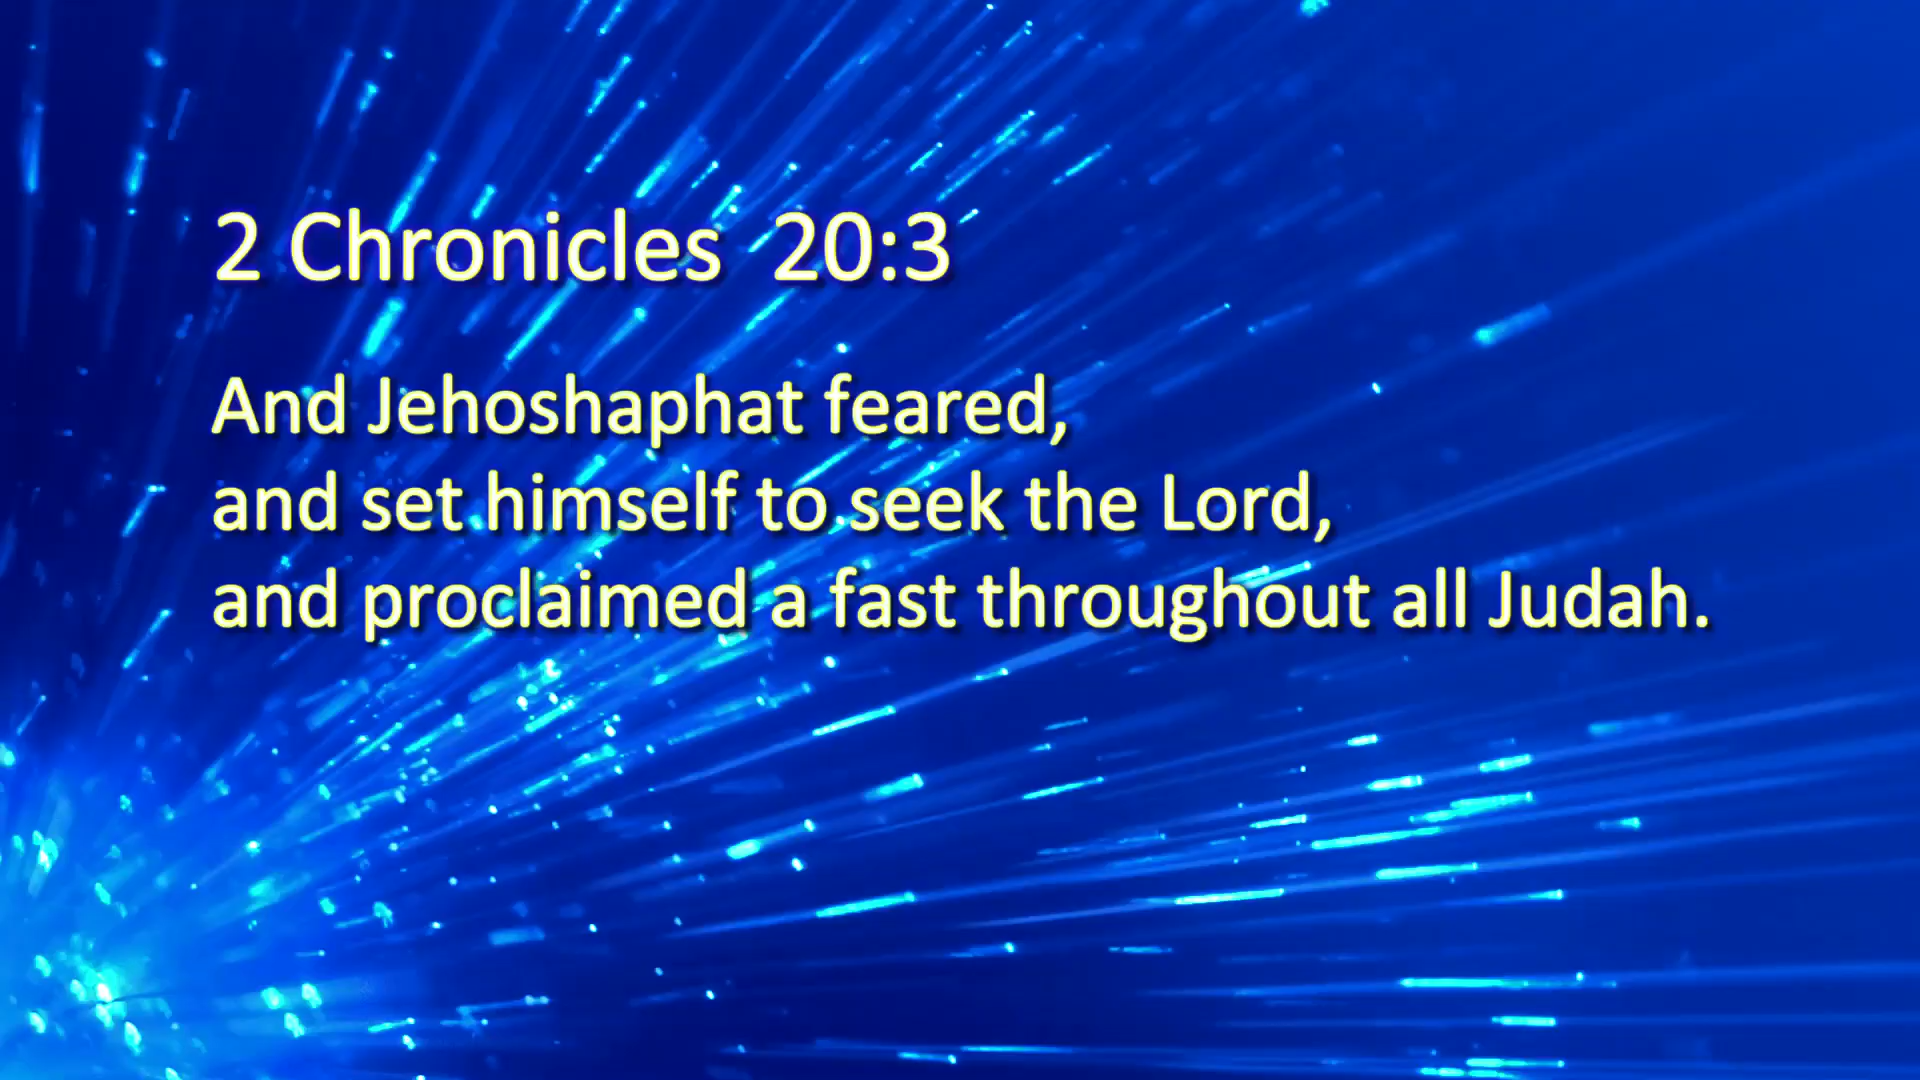 2 Chronicles  20:3
And Jehoshaphat feared,
and set himself to seek the Lord,
and proclaimed a fast throughout all Judah.